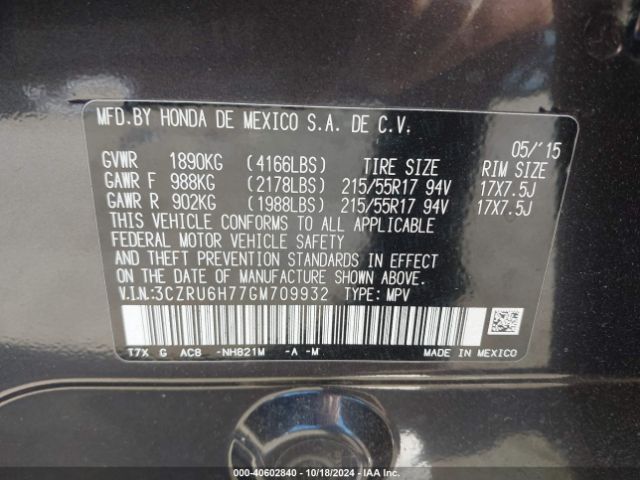 MFD.BY HONDA DE MEXICO S.A. DE C.V.
05/'15
GVWR 1890KG (4166LBS) TIRE SIZE RIM SIZE
GAWR F 988KG (2178LBS) 215/55R17 94V 17X7.5J
GAWR R 902KG (1988LBS) 215/55R17 94V 17X7.5J
THIS VEHICLE CONFORMS TO ALL APPLICABLE
FEDERAL MOTOR VEHICLE SAFETY
AND THEFT PREVENTION STANDARDS IN EFFECT
ON THE DATE OF MANUFACTURE SHOWN ABOVE.
V.I.N.:3CZRU6H77GM709932 TYPE: MPV
T7X G AC8 -NH821M -A -M MADE IN MEXICO
000-40602840 - 10/18/2024 - IAA Inc.